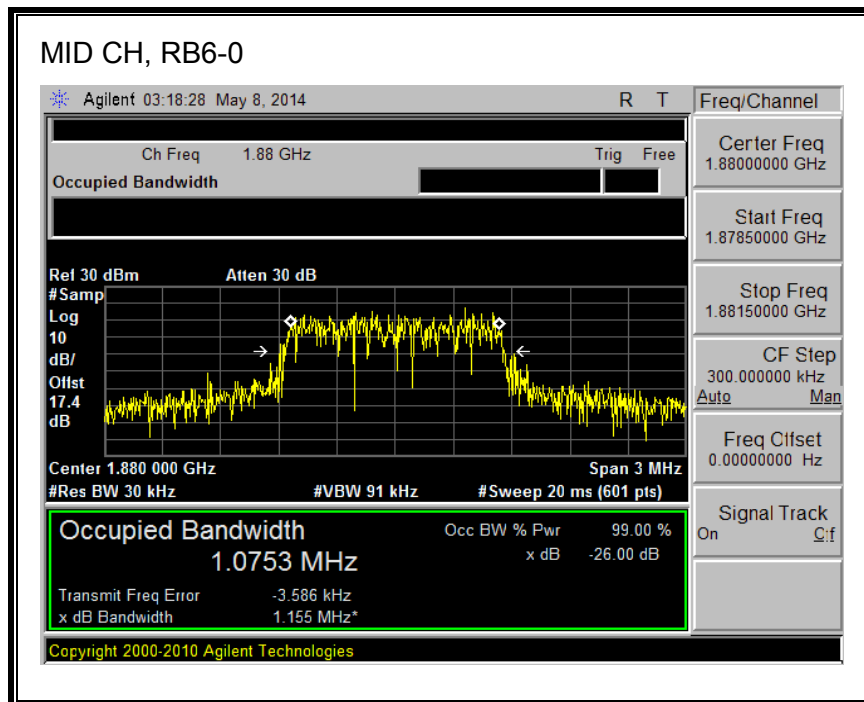 MID CH, RB6-0
Agilent 03:18:28 May 8, 2014 R T
Freq/Channel
Ch Freq 1.88 GHz Trig Free
Occupied Bandwidth
Center Freq
1.88000000 GHz
Start Freq
1.87850000 GHz
Stop Freq
1.88150000 GHz
CF Step
300.000000 kHz
Auto Man
Freq Offset
0.00000000 Hz
Signal Track
On Off
Ref 30 dBm Atten 30 dB
#Samp
Log
10
dB/
Offst
17.4
dB
Center 1.880 000 GHz Span 3 MHz
#Res BW 30 kHz #VBW 91 kHz #Sweep 20 ms (601 pts)
Occupied Bandwidth
1.0753 MHz
Occ BW % Pwr 99.00 %
x dB -26.00 dB
Transmit Freq Error -3.586 kHz
x dB Bandwidth 1.155 MHz*
Copyright 2000-2010 Agilent Technologies